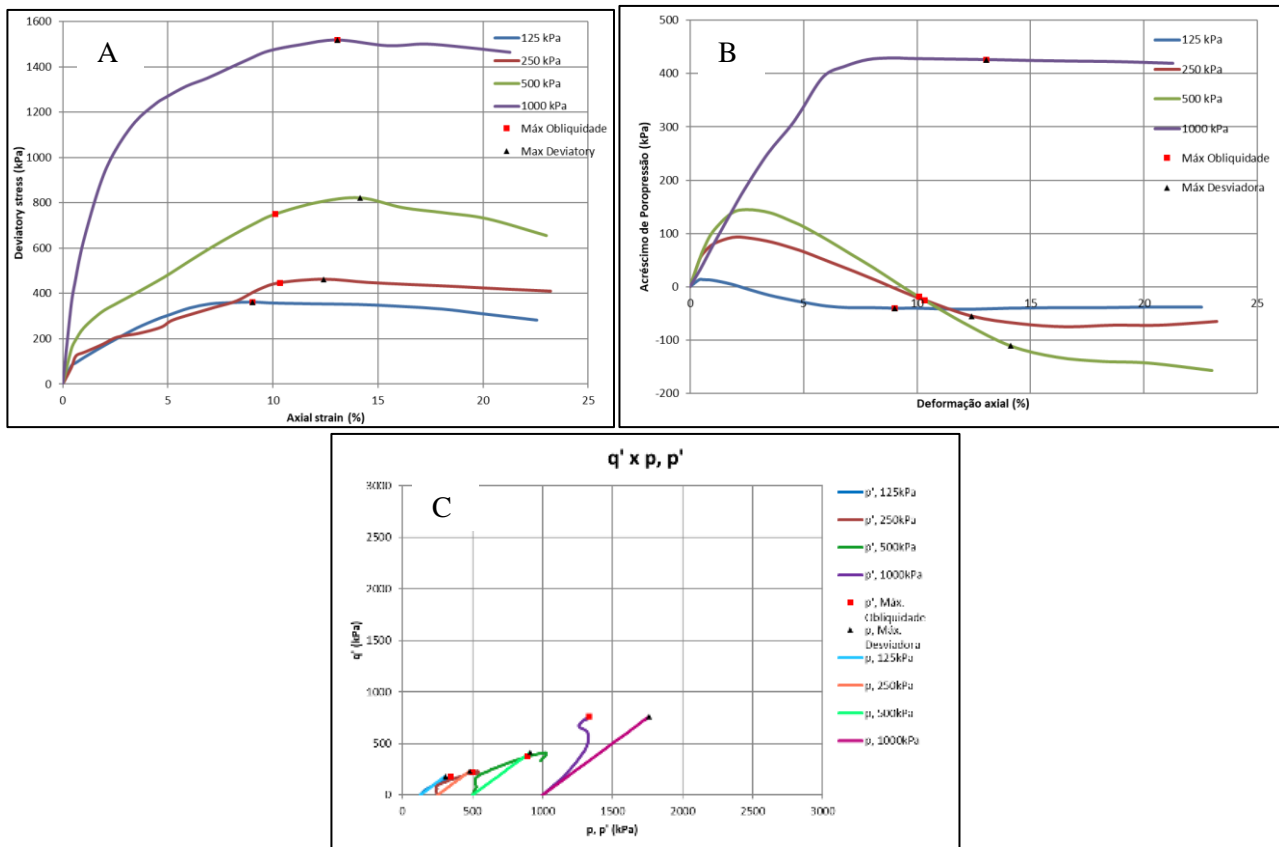 A
1600
1400
1200
1000
800
600
400
200
0
0 5 10 15 20 25
Deviatory stress (kPa)
Axial strain (%)
125 kPa
250 kPa
500 kPa
1000 kPa
Máx Obliquidade
Max Deviatory
B
500
400
300
200
100
0
-100
-200
0 5 10 15 20 25
Acréscimo de Poropressão (kPa)
Deformação axial (%)
125 kPa
250 kPa
500 kPa
1000 kPa
Máx Obliquidade
Máx Desviadora
q' x p, p'
C
3000
2500
2000
1500
1000
500
0
0 500 1000 1500 2000 2500 3000
q' (kPa)
p, p' (kPa)
p', 125kPa
p', 250kPa
p', 500kPa
p', 1000kPa
p', Máx.
Obliquidade
p, Máx.
Desviadora
p, 125kPa
p, 250kPa
p, 500kPa
p, 1000kPa